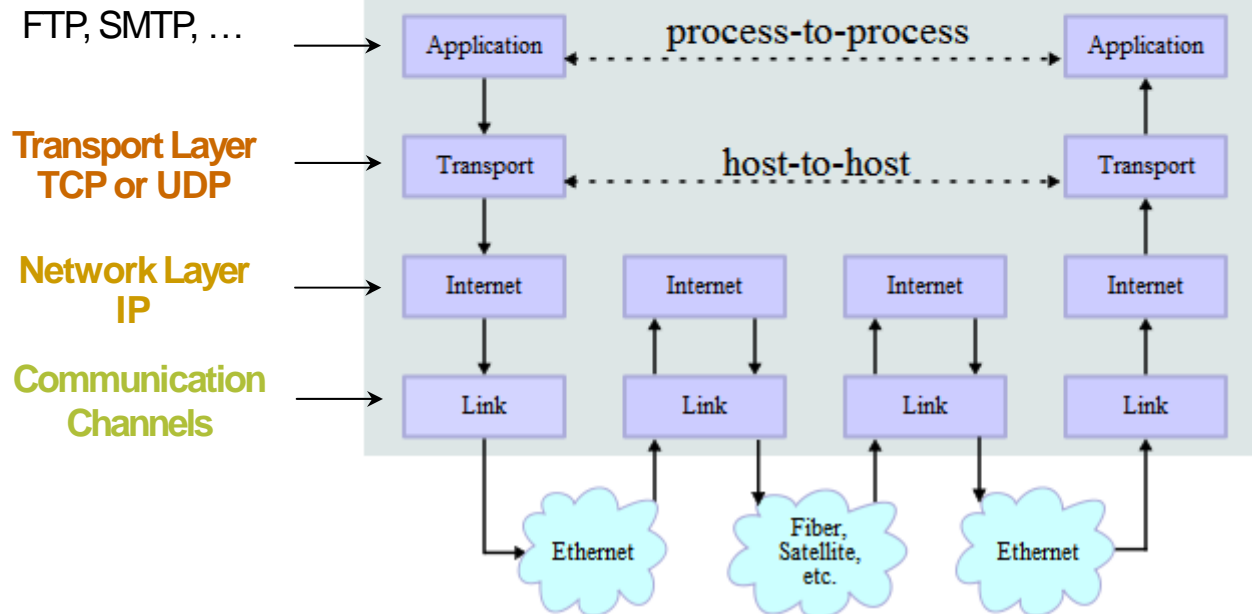 FTP, SMTP, …
Application
process-to-process
Application
Transport Layer
TCP or UDP
Transport
host-to-host
Transport
Network Layer
IP
Internet
Internet
Internet
Internet
Communication
Channels
Link
Link
Link
Link
Ethernet
Fiber,
Satellite,
etc.
Ethernet